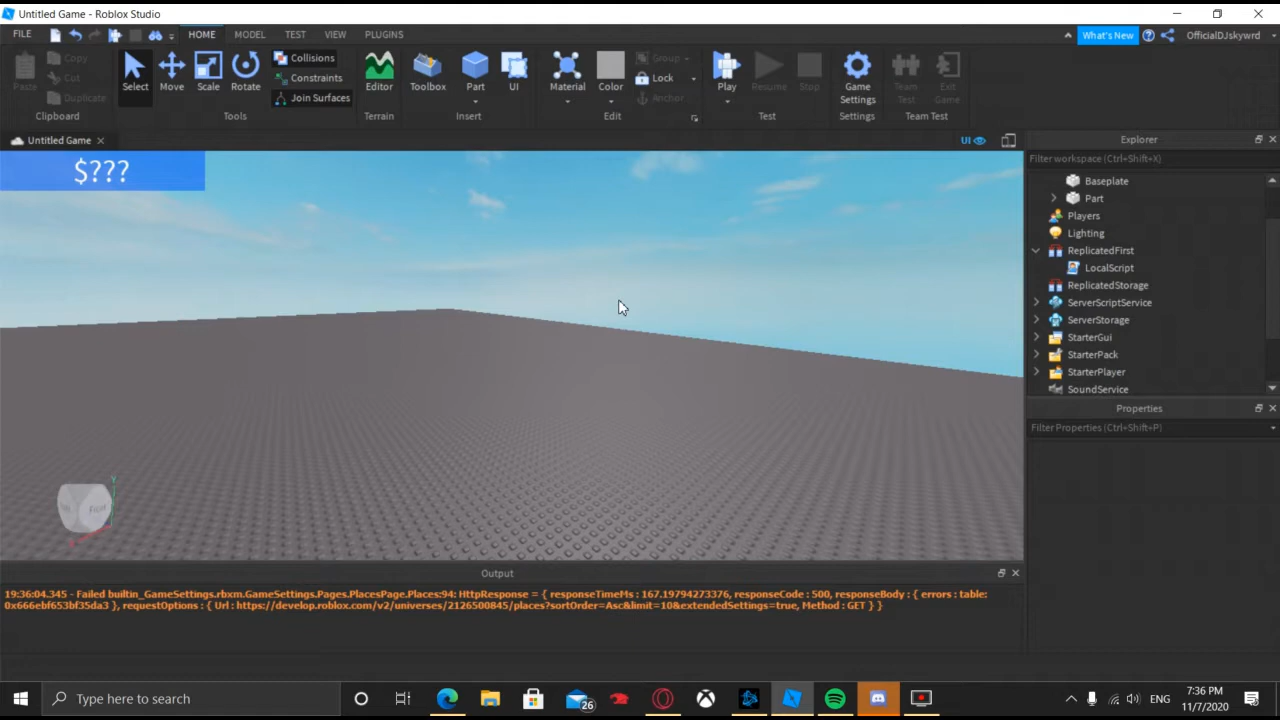 Untitled Game - Roblox Studio
FILE HOME MODEL TEST VIEW PLUGINS What's New OfficialDJskywrd
Paste Copy Cut Duplicate
Clipboard
Select Move Scale Rotate
Collisions
Constraints
Join Surfaces
Tools
Editor
Terrain
Toolbox Part UI
Insert
Material Color
Group
Lock
Anchor
Edit
Play Resume Stop
Test
Game Settings
Settings
Team Test
Exit Game
Team Test
Untitled Game
UI
$???
Front
Explorer
Filter workspace (Ctrl+Shift+X)
Baseplate
Part
Players
Lighting
ReplicatedFirst
LocalScript
ReplicatedStorage
ServerScriptService
ServerStorage
StarterGui
StarterPack
StarterPlayer
SoundService
Properties
Filter Properties (Ctrl+Shift+P)
Output
19:36:04.345 - Failed builtin_GameSettings.rbxm.GameSettings.Pages.PlacesPage.Places:94: HttpResponse = { responseTimeMs : 167.19794273376, responseCode : 500, responseBody : { errors : table:
0x666ebf653bf35da3 }, requestOptions : { Url : https://develop.roblox.com/v2/universes/2126500845/places?sortOrder=Asc&limit=10&extendedSettings=true, Method : GET } }
Type here to search
26
ENG
7:36 PM
11/7/2020